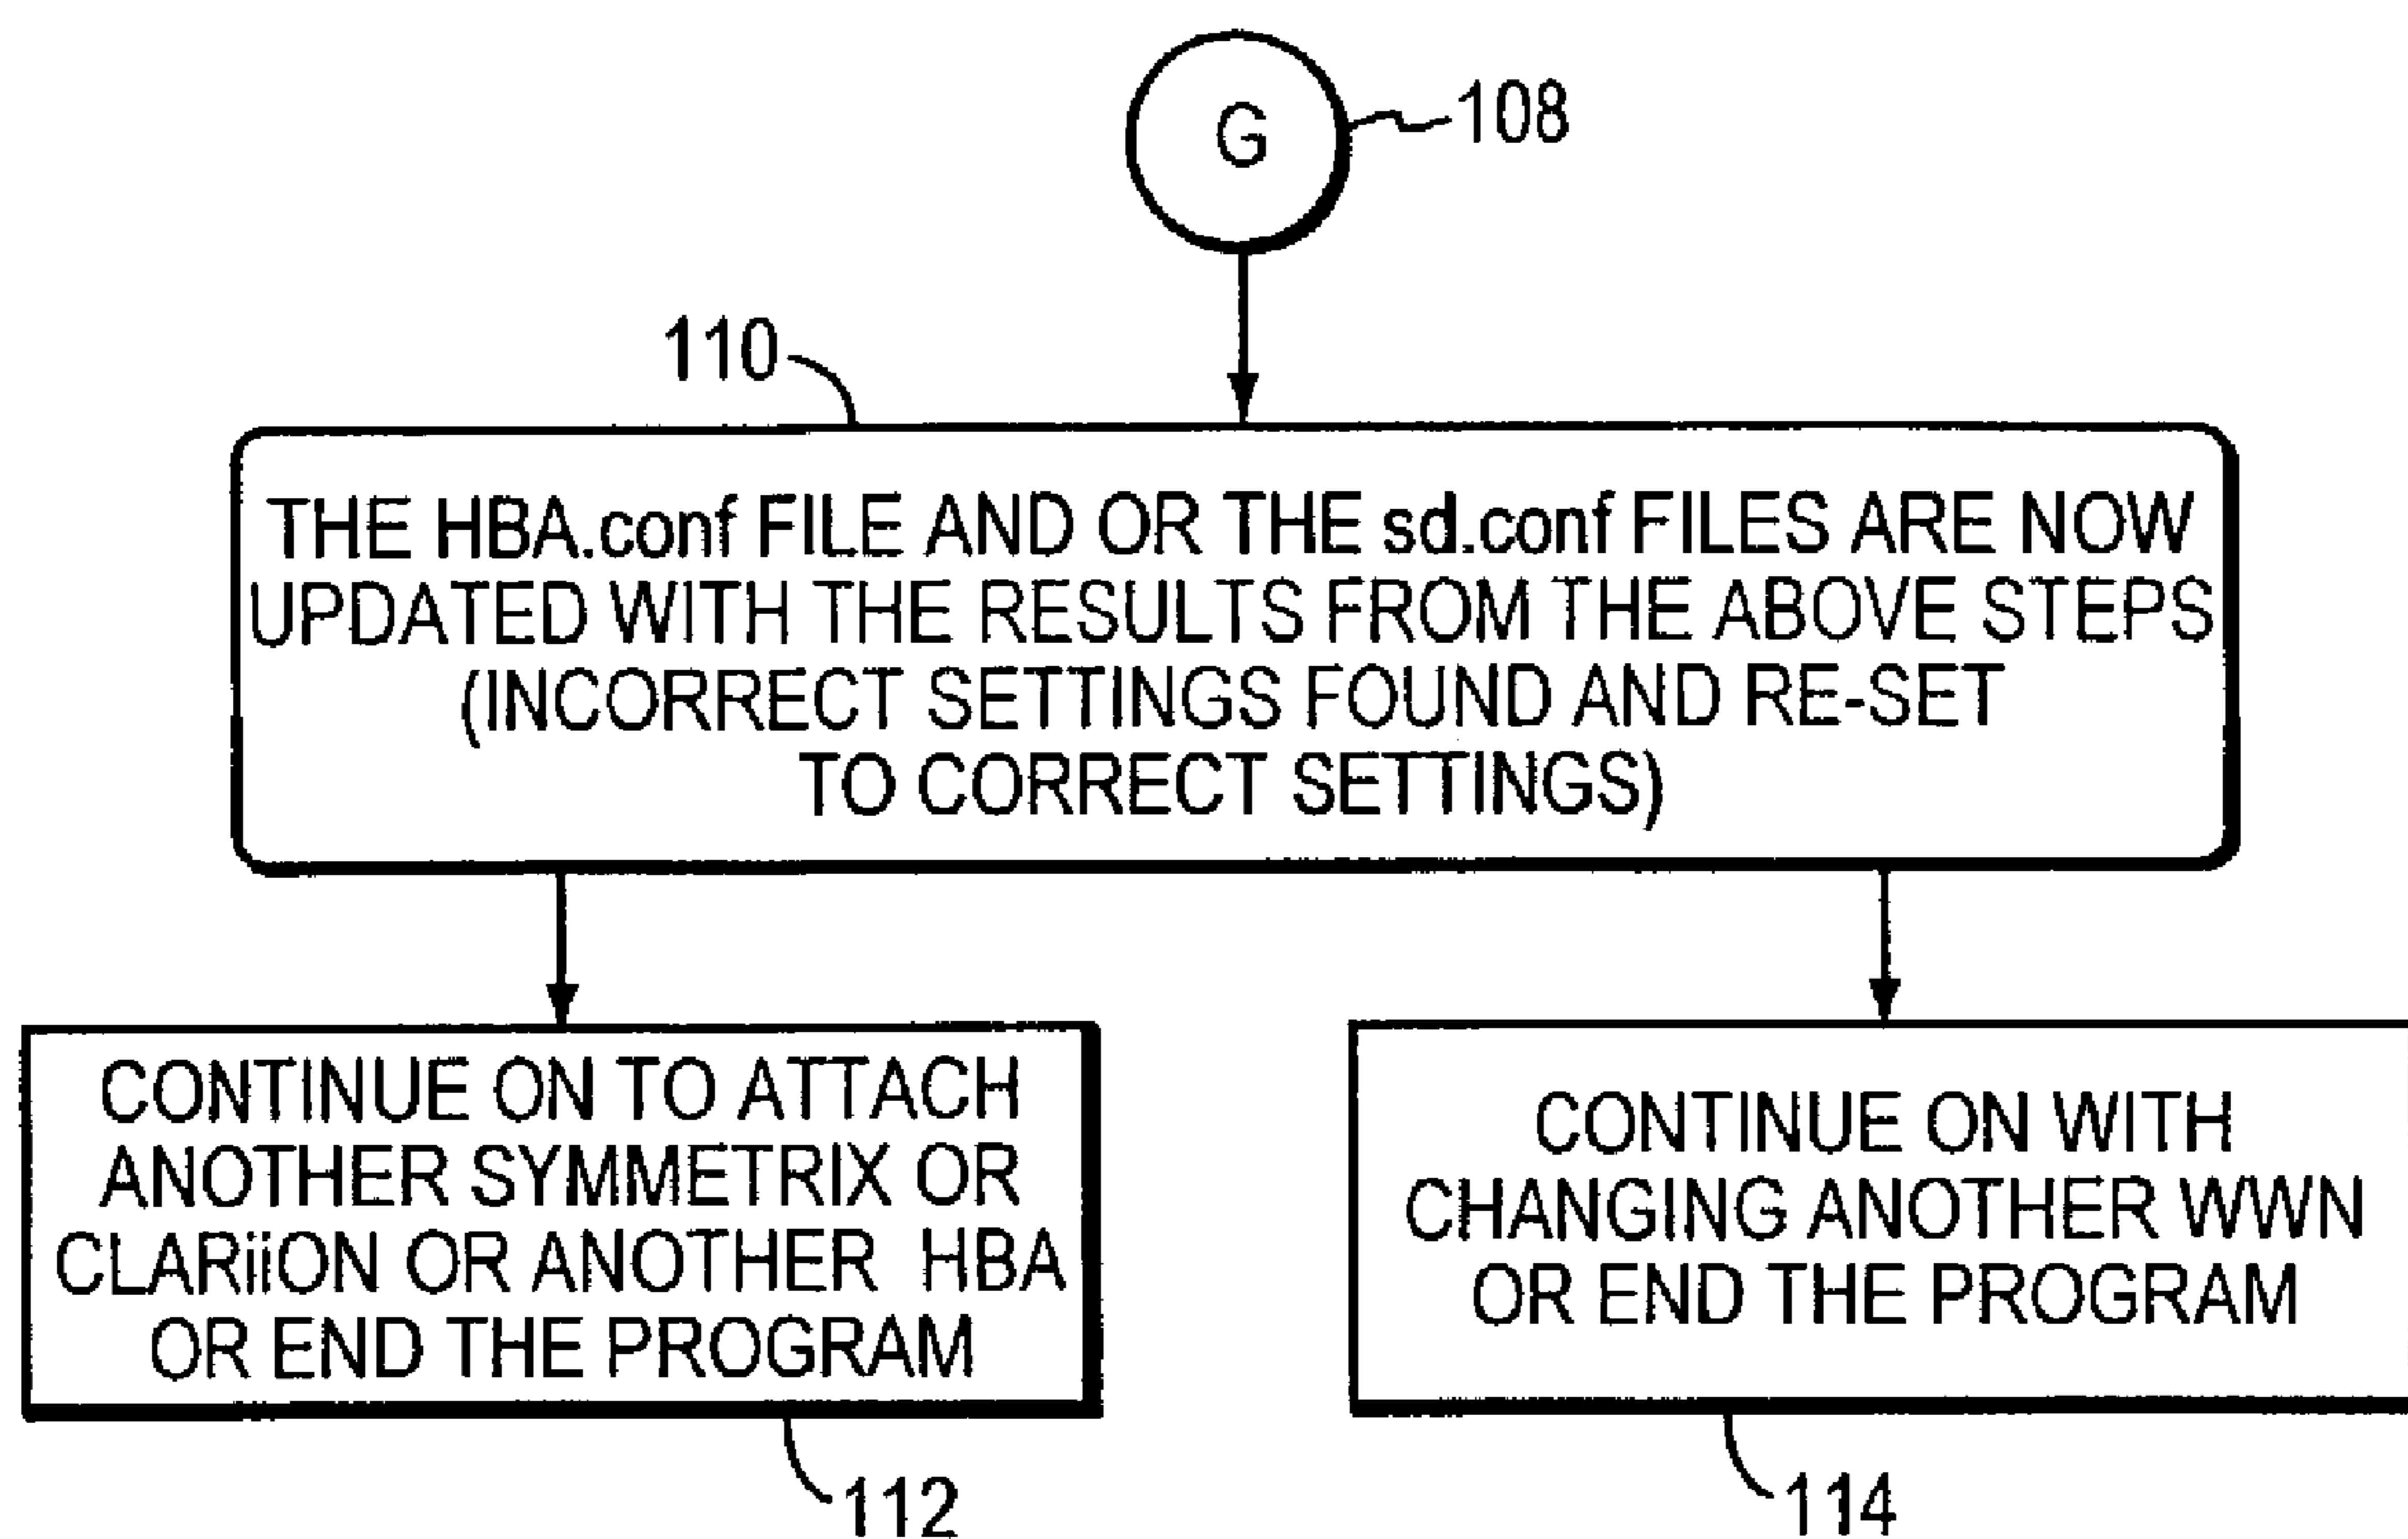 G
108
110
THE HBA.conf FILE AND OR THE sd.conf FILES ARE NOW
UPDATED WITH THE RESULTS FROM THE ABOVE STEPS
(INCORRECT SETTINGS FOUND AND RE-SET
TO CORRECT SETTINGS)
CONTINUE ON TO ATTACH
ANOTHER SYMMETRIX OR
CLARiiON OR ANOTHER HBA
OR END THE PROGRAM
112
CONTINUE ON WITH
CHANGING ANOTHER WWN
OR END THE PROGRAM
114